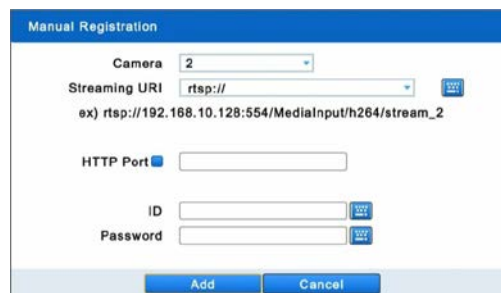 Manual Registration
Camera 2
Streaming URI rtsp://
ex) rtsp://192.168.10.128:554/MediaInput/h264/stream_2
HTTP Port
ID
Password
Add Cancel